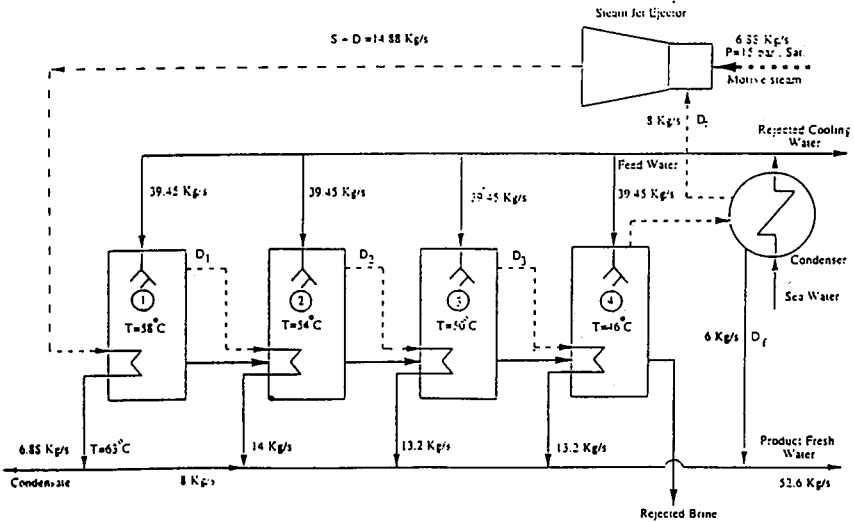 Steam Jet Ejector
S - D =14.88 Kg/s
6.88 Kg/s
P=15 bar, Sat.
Motive steam
8 Kg/s
Rejected Cooling
Water
Feed Water
39.45 Kg/s
39.45 Kg/s
39.45 Kg/s
39.45 Kg/s
Condenser
D1
D2
D3
1
2
3
4
T=58°C
T=54°C
T=50°C
T=46°C
Sea Water
6 Kg/s
Df
6.88 Kg/s
T=63°C
14 Kg/s
13.2 Kg/s
13.2 Kg/s
Product Fresh
Water
Condensate
8 Kg/s
52.6 Kg/s
Rejected Brine